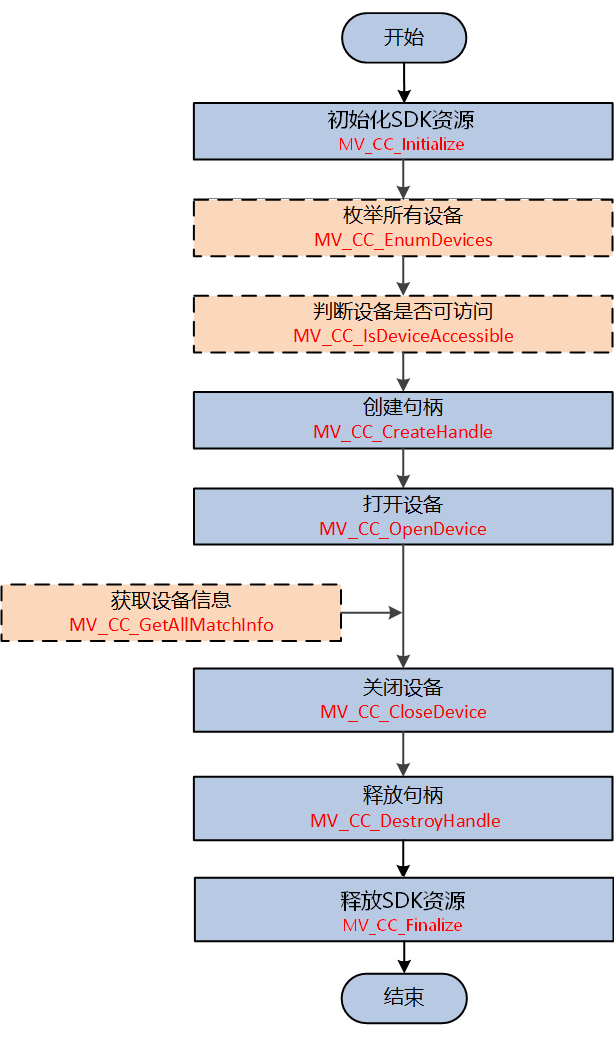 开始
初始化SDK资源
MV_CC_Initialize
枚举所有设备
MV_CC_EnumDevices
判断设备是否可访问
MV_CC_IsDeviceAccessible
创建句柄
MV_CC_CreateHandle
打开设备
MV_CC_OpenDevice
获取设备信息
MV_CC_GetAllMatchInfo
关闭设备
MV_CC_CloseDevice
释放句柄
MV_CC_DestroyHandle
释放SDK资源
MV_CC_Finalize
结束